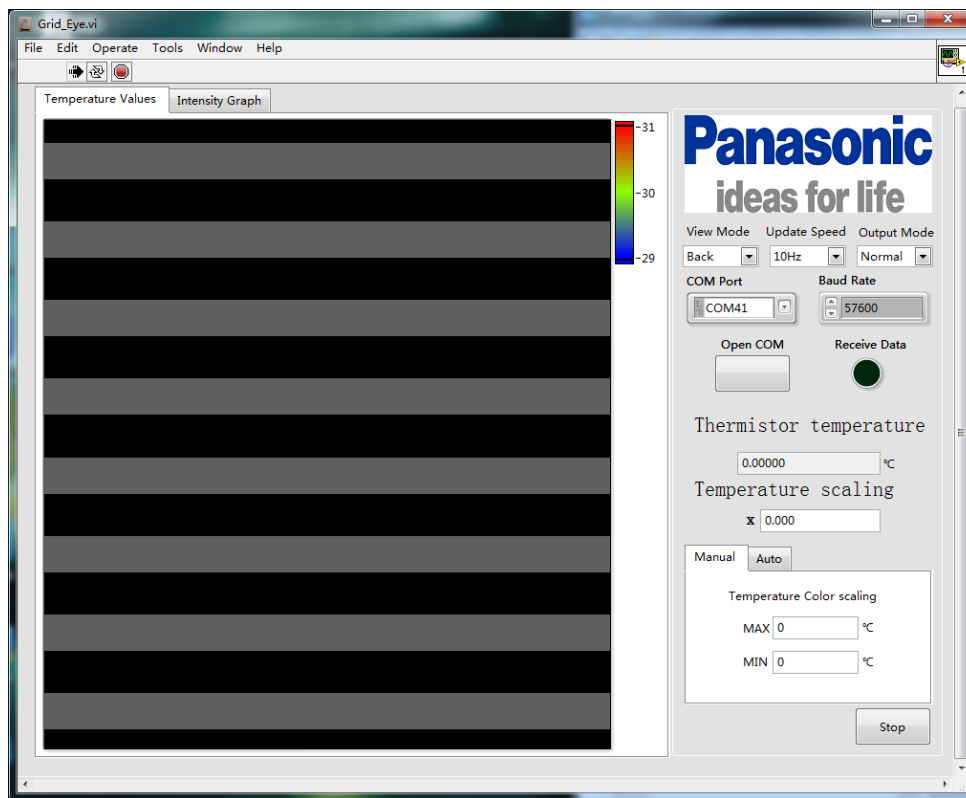 Grid_Eye.vi
File Edit Operate Tools Window Help
1
Temperature Values Intensity Graph
31
30
29
Panasonic
ideas for life
View Mode Update Speed Output Mode
Back 10Hz Normal
COM Port Baud Rate
I/O COM41 57600
Open COM Receive Data
Thermistor temperature
0.00000 ℃
Temperature scaling
x 0.000
Manual Auto
Temperature Color scaling
MAX 0 ℃
MIN 0 ℃
Stop